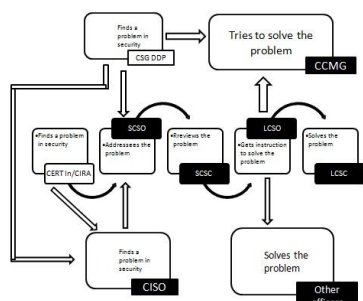 Finds a
problem in
security
CSG DDP
Tries to solve the
problem
CCMG
SCSO
LCSO
•Finds a problem
in security
CERT In/CIRA
•Addressees the
problem
•Rreviews the
problem
SCSC
•Gets instruction
to solve the
problem
•Solves the
problem
LCSC
Finds a
problem in
security
CISO
Solves the
problem
Other